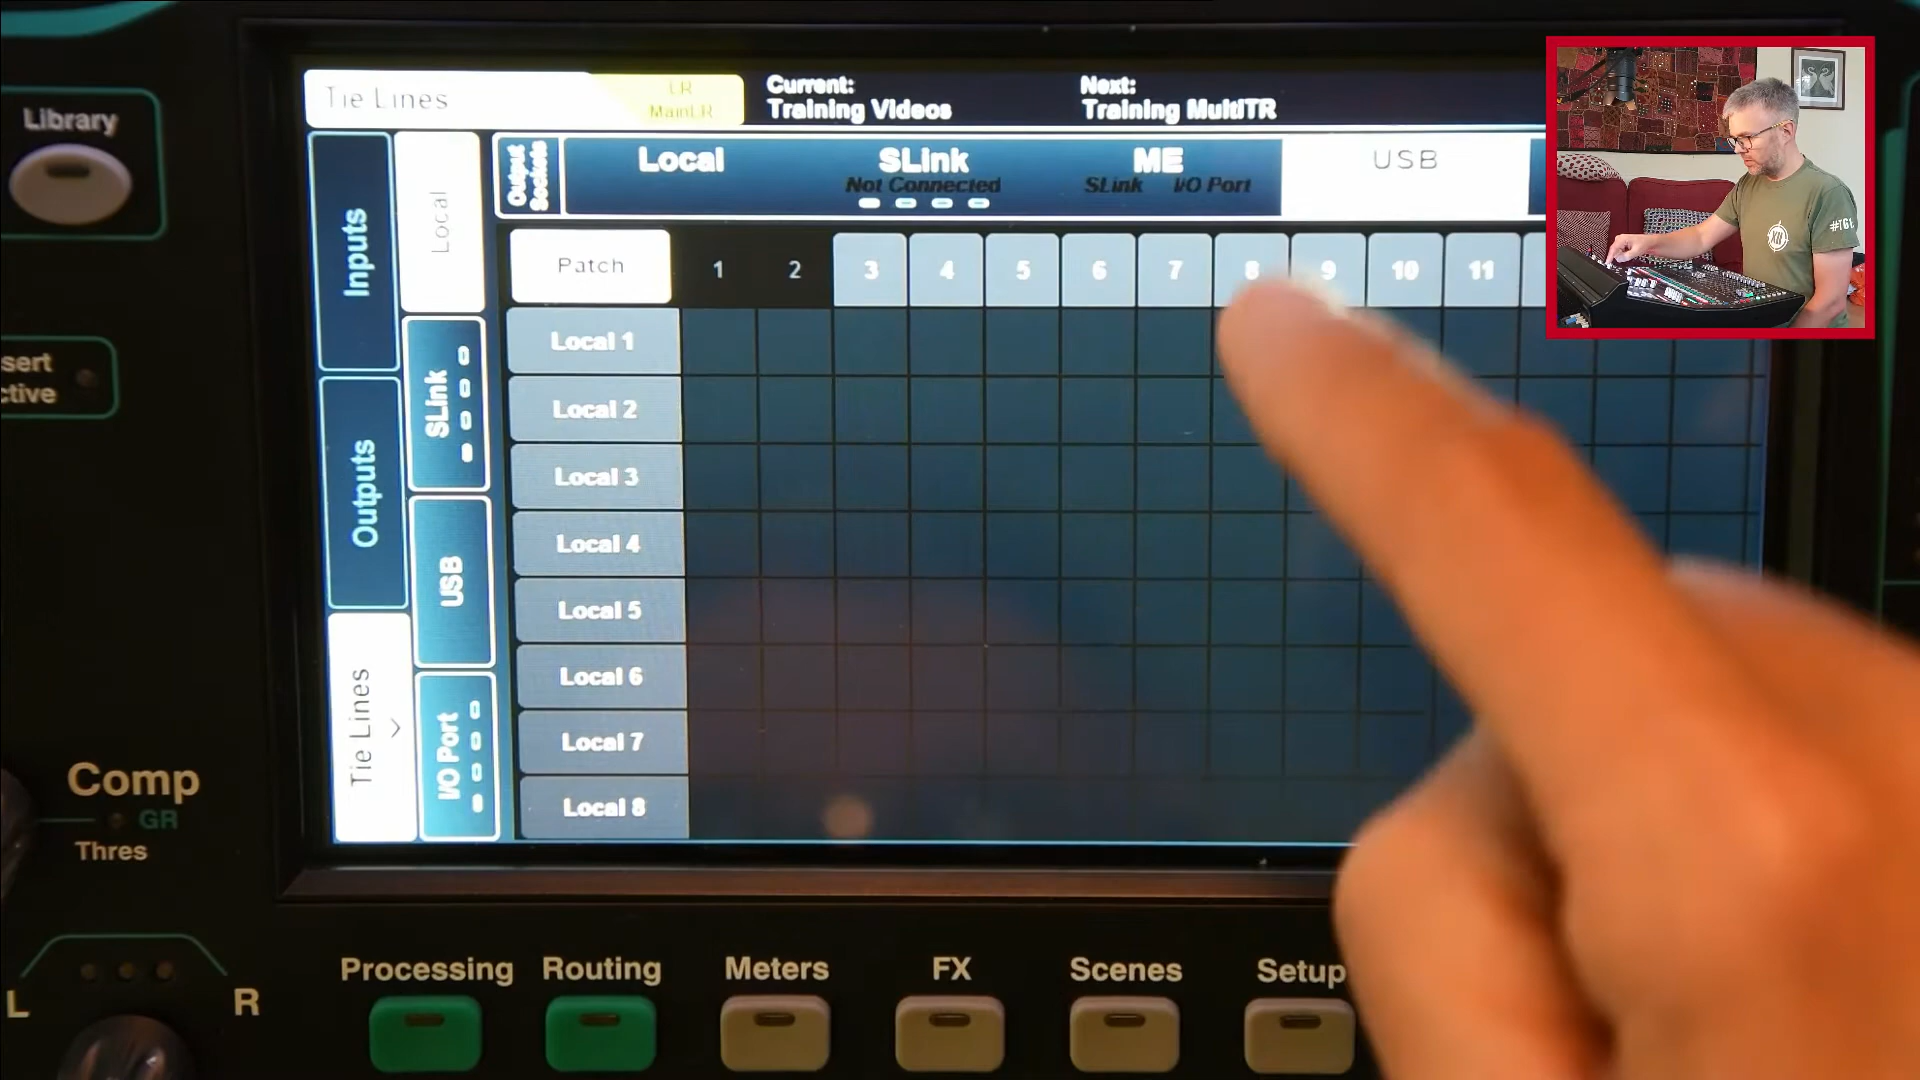 Library
sert
ctive
Tie Lines
LR
MainLR
Current:
Training Videos
Next:
Training MultiTR
Inputs
Outputs
Tie Lines
Local
SLink
USB
I/O Port
Output
Sockets
Local
SLink
Not Connected
ME
SLink I/O Port
USB
Patch
1 2 3 4 5 6 7 8 9 10 11
Local 1
Local 2
Local 3
Local 4
Local 5
Local 6
Local 7
Local 8
Comp
GR
Thres
L R
Processing
Routing
Meters
FX
Scenes
Setup